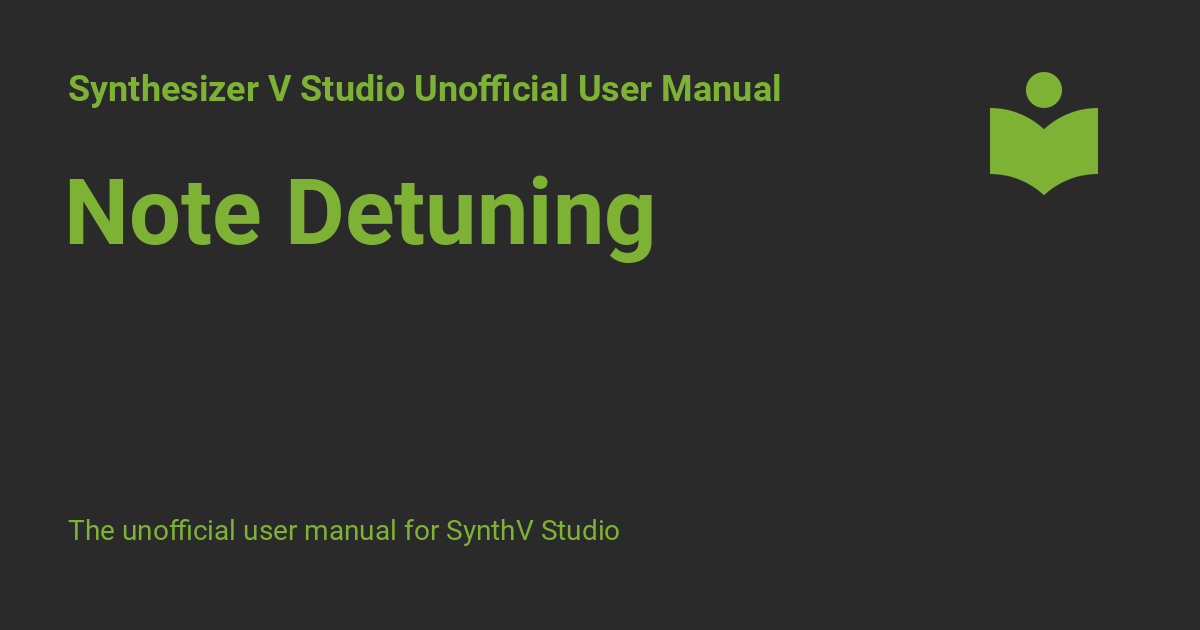 Synthesizer V Studio Unofficial User Manual
Note Detuning
The unofficial user manual for SynthV Studio